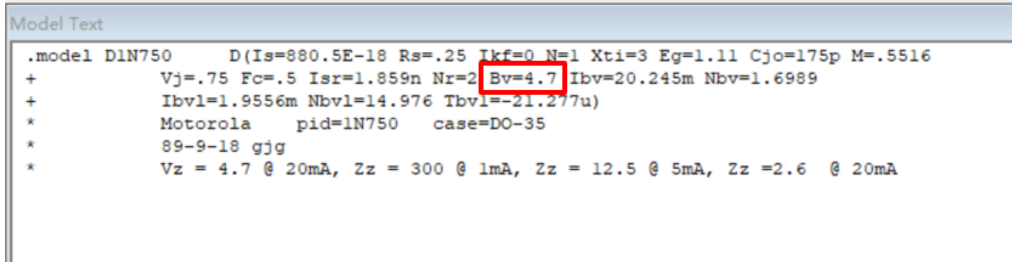 Model Text
.model D1N750 D(Is=880.5E-18 Rs=.25 Ikf=0 N=1 Xti=3 Eg=1.11 Cjo=175p M=.5516
+ Vj=.75 Fc=.5 Isr=1.859n Nr=2 Bv=4.7 Ibv=20.245m Nbv=1.6989
+ Ibvl=1.9556m Nbvl=14.976 Tbv1=-21.277u)
* Motorola pid=1N750 case=DO-35
* 89-9-18 gjg
* Vz = 4.7 @ 20mA, Zz = 300 @ 1mA, Zz = 12.5 @ 5mA, Zz =2.6 @ 20mA